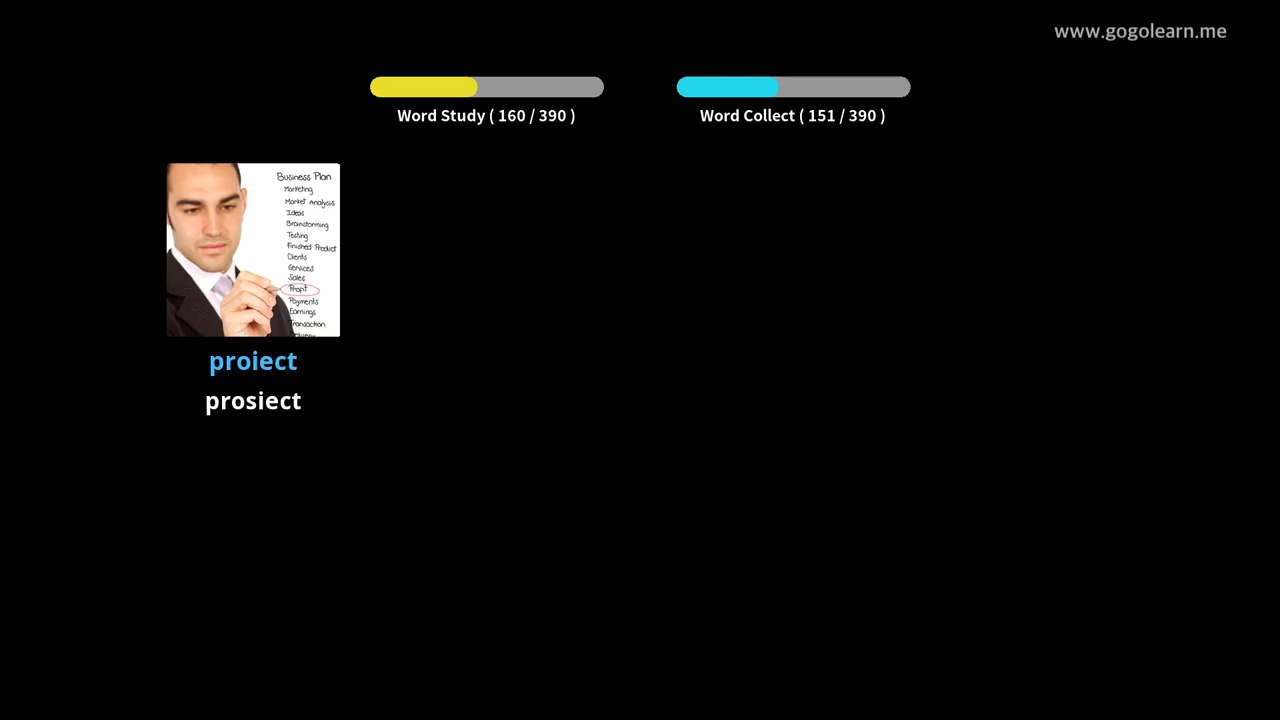 www.gogolearn.me
Word Study ( 160 / 390 )
Word Collect ( 151 / 390 )
Business Plan
Marketing
Market Analysis
Ideas
Brainstorming
Testing
Finished Product
Clients
Services
Sales
Profit
Payments
Earnings
Transaction
Delivery
proiect
prosiect